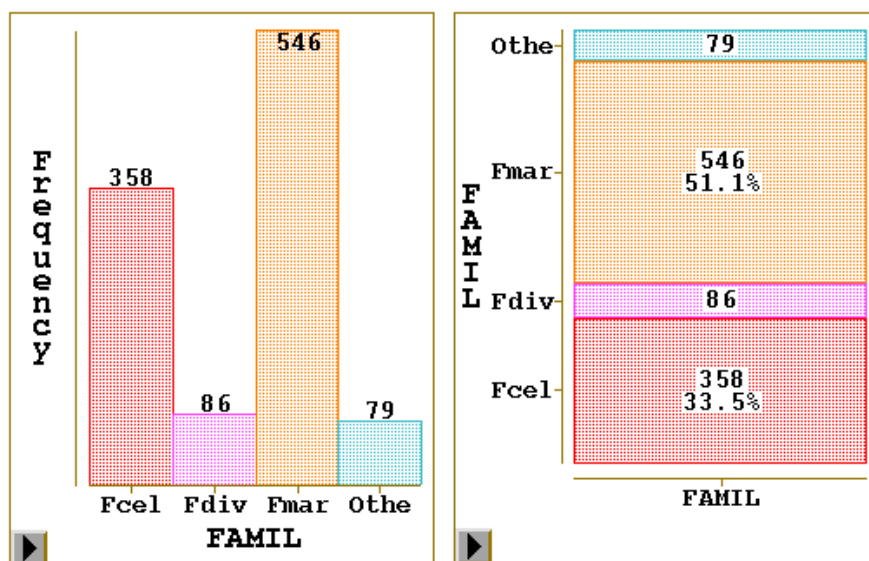 546
358
86
79
Frequency
Fcel Fdiv Fmar Othe
FAMIL
Othe
79
Fmar
546
51.1%
FAMIL
Fdiv
86
Fcel
358
33.5%
FAMIL